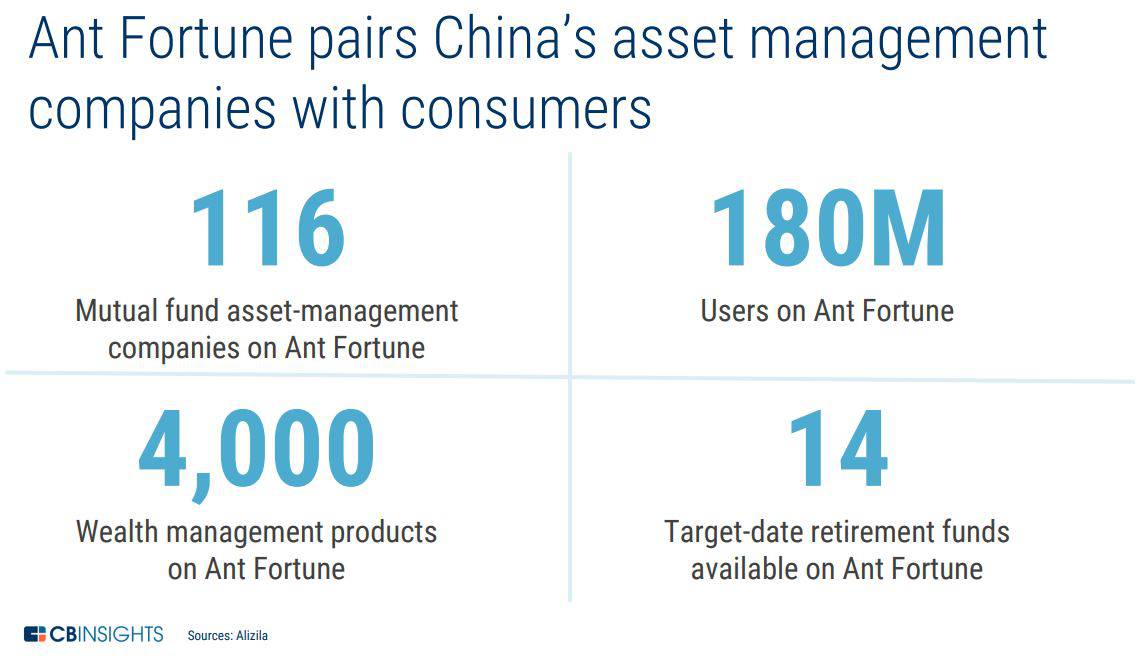 Ant Fortune pairs China’s asset management
companies with consumers
116
Mutual fund asset-management
companies on Ant Fortune
180M
Users on Ant Fortune
4,000
Wealth management products
on Ant Fortune
14
Target-date retirement funds
available on Ant Fortune
CBINSIGHTS
Sources: Alizila